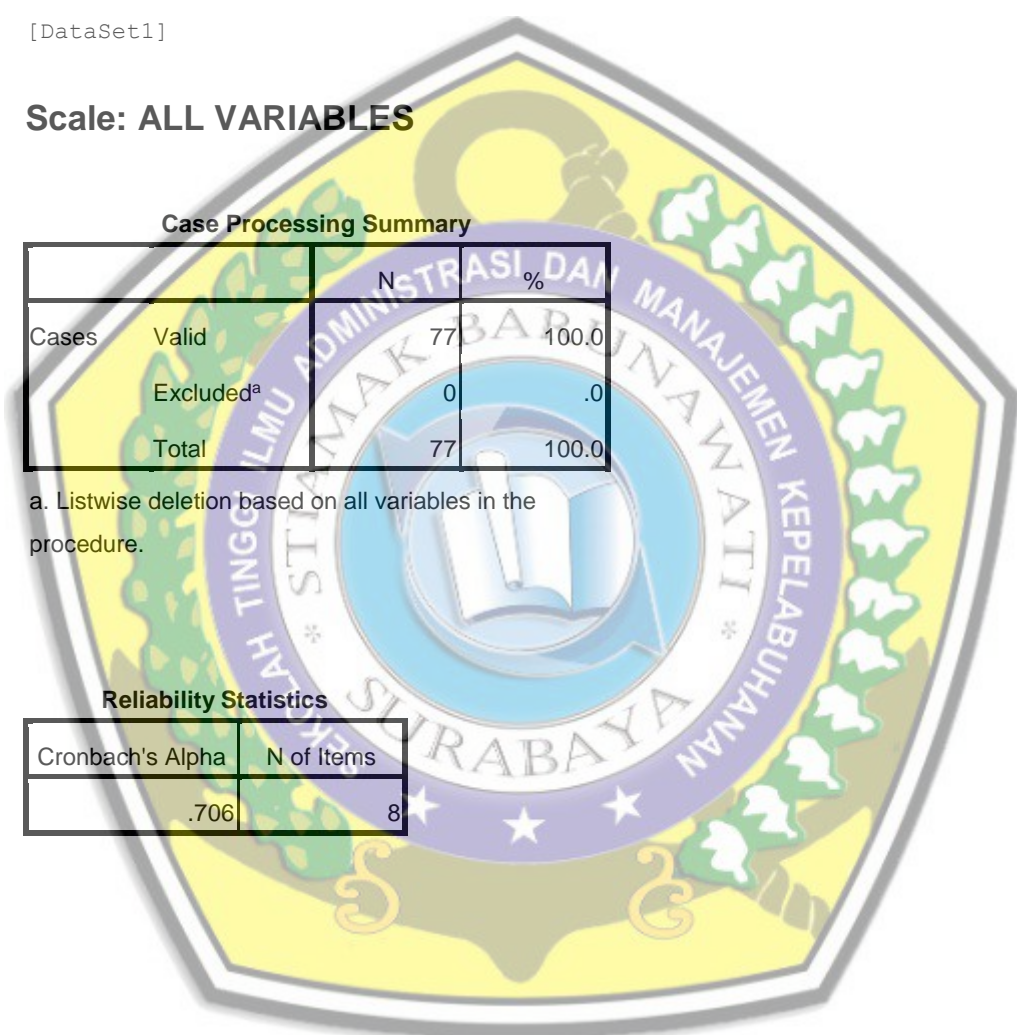 [DataSet1]
Scale: ALL VARIABLES
Case Processing Summary
N %
Cases Valid 77 100.0
Excludedᵃ 0 .0
Total 77 100.0
a. Listwise deletion based on all variables in the
procedure.
Reliability Statistics
Cronbach's Alpha N of Items
.706 8
SEKOLAH TINGGI ILMU ADMINISTRASI DAN MANAJEMEN KEPELABUHANAN
STIAMAK BARUNAWATI
* SURABAYA *